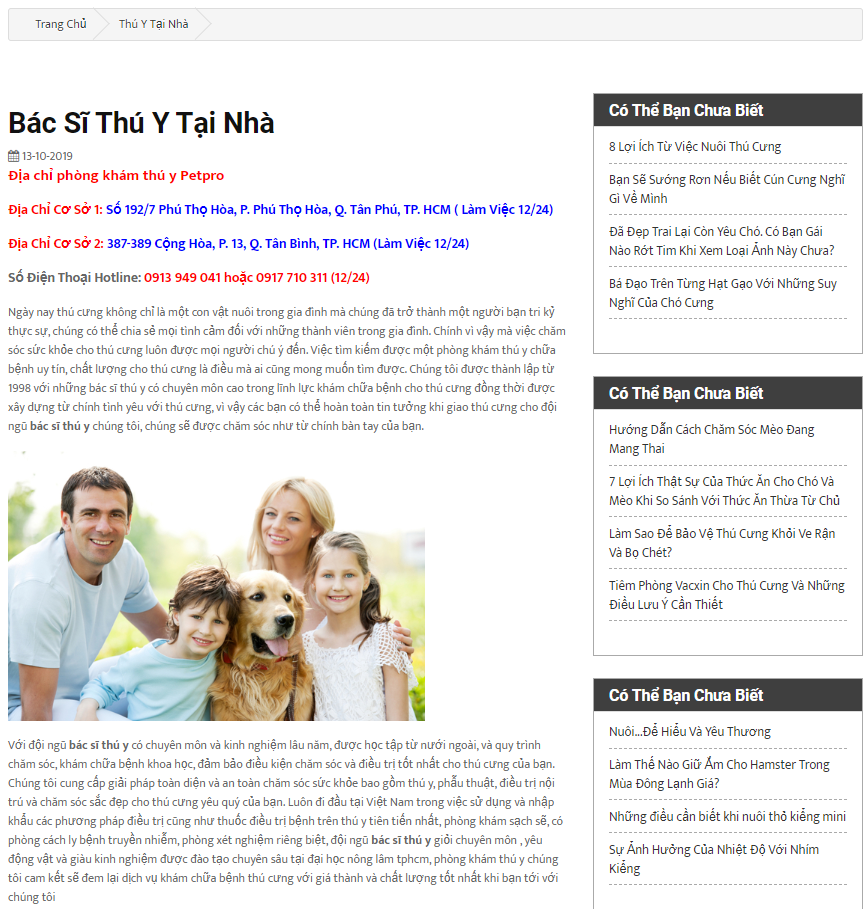 Trang Chủ
Thú Y Tại Nhà
Bác Sĩ Thú Y Tại Nhà
13-10-2019
Địa chỉ phòng khám thú y Petpro
Địa Chỉ Cơ Sở 1: Số 192/7 Phú Thọ Hòa, P. Phú Thọ Hòa, Q. Tân Phú, TP. HCM ( Làm Việc 12/24)
Địa Chỉ Cơ Sở 2: 387-389 Cộng Hòa, P. 13, Q. Tân Bình, TP. HCM (Làm Việc 12/24)
Số Điện Thoại Hotline: 0913 949 041 hoặc 0917 710 311 (12/24)
Ngày nay thú cưng không chỉ là một con vật nuôi trong gia đình mà chúng đã trở thành một người bạn tri kỷ
thực sự, chúng có thể chia sẻ mọi tình cảm đối với những thành viên trong gia đình. Chính vì vậy mà việc chăm
sóc sức khỏe cho thú cưng luôn được mọi người chú ý đến. Việc tìm kiếm được một phòng khám thú y chữa
bệnh uy tín, chất lượng cho thú cưng là điều mà ai cũng mong muốn tìm được. Chúng tôi được thành lập từ
1998 với những bác sĩ thú y có chuyên môn cao trong lĩnh lực khám chữa bệnh cho thú cưng đồng thời được
xây dựng từ chính tình yêu với thú cưng, vì vậy các bạn có thể hoàn toàn tin tưởng khi giao thú cưng cho đội
ngũ bác sĩ thú y chúng tôi, chúng sẽ được chăm sóc như từ chính bàn tay của bạn.
Với đội ngũ bác sĩ thú y có chuyên môn và kinh nghiệm lâu năm, được học tập từ nưới ngoài, và quy trình
chăm sóc, khám chữa bệnh khoa học, đảm bảo điều kiện chăm sóc và điều trị tốt nhất cho thú cưng của bạn.
Chúng tôi cung cấp giải pháp toàn diện và an toàn chăm sóc sức khỏe bao gồm thú y, phẫu thuật, điều trị nội
trú và chăm sóc sắc đẹp cho thú cưng yêu quý của bạn. Luôn đi đầu tại Việt Nam trong việc sử dụng và nhập
khẩu các phương pháp điều trị cũng như thuốc điều trị bệnh trên thú y tiên tiến nhất, phòng khám sạch sẽ, có
phòng cách ly bệnh truyền nhiễm, phòng xét nghiệm riêng biệt, đội ngũ bác sĩ thú y giỏi chuyên môn , yêu
động vật và giàu kinh nghiệm được đào tạo chuyên sâu tại đại học nông lâm tphcm, phòng khám thú y chúng
tôi cam kết sẽ đem lại dịch vụ khám chữa bệnh thú cưng với giá thành và chất lượng tốt nhất khi bạn tới với
chúng tôi
Có Thể Bạn Chưa Biết
8 Lợi Ích Từ Việc Nuôi Thú Cưng
Bạn Sẽ Sướng Rơn Nếu Biết Cún Cưng Nghĩ
Gì Về Mình
Đã Đẹp Trai Lại Còn Yêu Chó. Có Bạn Gái
Nào Rớt Tim Khi Xem Loại Ảnh Này Chưa?
Bá Đạo Trên Từng Hạt Gạo Với Những Suy
Nghĩ Của Chó Cưng
Có Thể Bạn Chưa Biết
Hướng Dẫn Cách Chăm Sóc Mèo Đang
Mang Thai
7 Lợi Ích Thật Sự Của Thức Ăn Cho Chó Và
Mèo Khi So Sánh Với Thức Ăn Thừa Từ Chủ
Làm Sao Để Bảo Vệ Thú Cưng Khỏi Ve Rận
Và Bọ Chét?
Tiêm Phòng Vacxin Cho Thú Cưng Và Những
Điều Lưu Ý Cần Thiết
Có Thể Bạn Chưa Biết
Nuôi...Để Hiểu Và Yêu Thương
Làm Thế Nào Giữ Ấm Cho Hamster Trong
Mùa Đông Lạnh Giá?
Những điều cần biết khi nuôi thỏ kiểng mini
Sự Ảnh Hưởng Của Nhiệt Độ Với Nhím
Kiểng